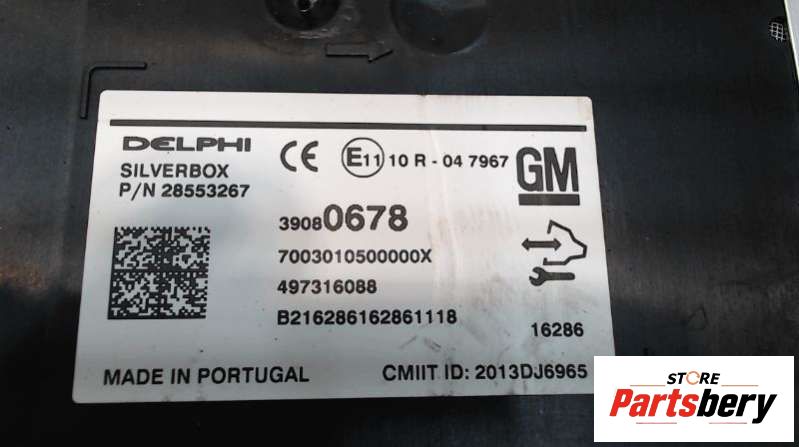 DELPHI
SILVERBOX
P/N 28553267
CE
E11 10 R - 04 7967
GM
39080678
7003010500000X
497316088
B216286162861118
16286
MADE IN PORTUGAL
CMIIT ID: 2013DJ6965
STORE
Partsbery